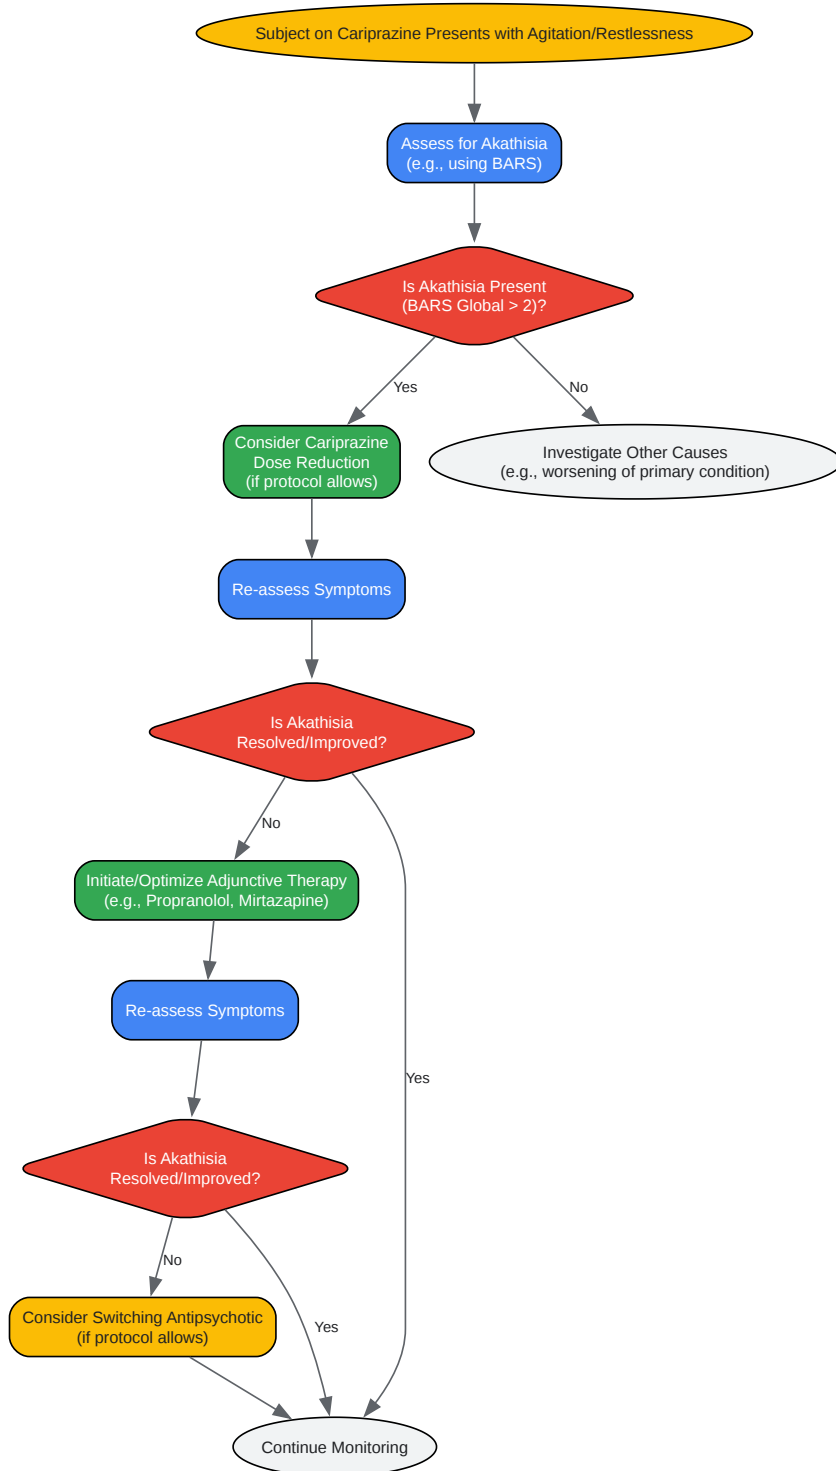 Subject on Cariprazine Presents with Agitation/Restlessness
Assess for Akathisia
(e.g., using BARS)
Is Akathisia Present
(BARS Global > 2)?
Yes
No
Consider Cariprazine
Dose Reduction
(if protocol allows)
Investigate Other Causes
(e.g., worsening of primary condition)
Re-assess Symptoms
Is Akathisia
Resolved/Improved?
No
Initiate/Optimize Adjunctive Therapy
(e.g., Propranolol, Mirtazapine)
Re-assess Symptoms
Yes
Is Akathisia
Resolved/Improved?
No
Consider Switching Antipsychotic
(if protocol allows)
Yes
Continue Monitoring